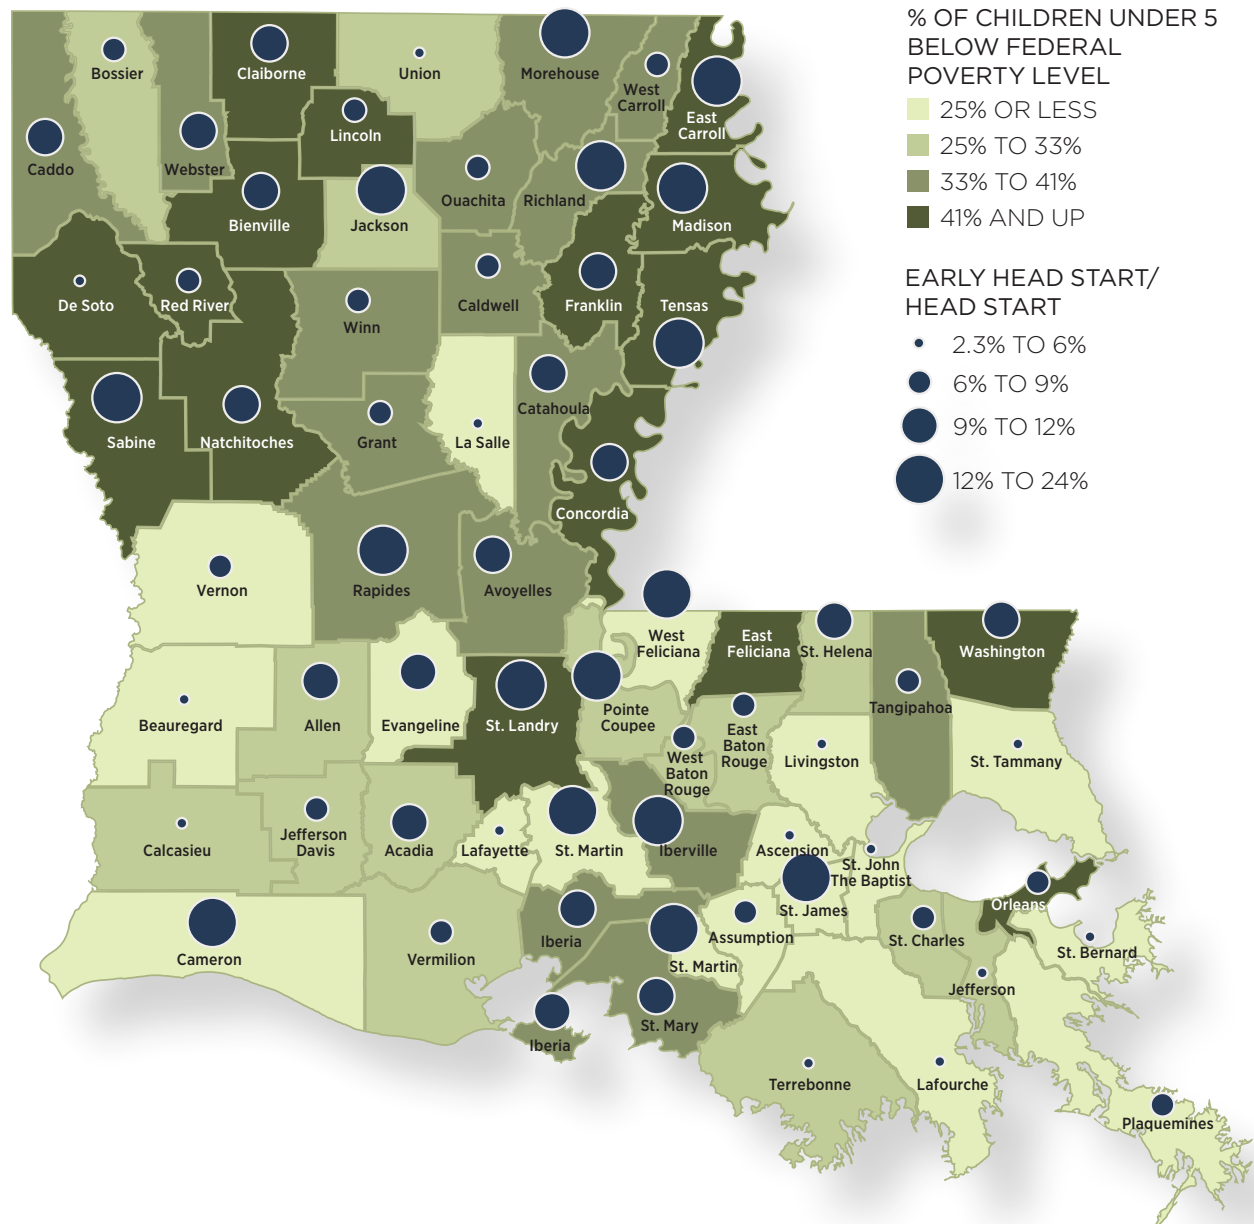 % OF CHILDREN UNDER 5
BELOW FEDERAL
POVERTY LEVEL
25% OR LESS
25% TO 33%
33% TO 41%
41% AND UP
EARLY HEAD START/
HEAD START
2.3% TO 6%
6% TO 9%
9% TO 12%
12% TO 24%
Bossier
Claiborne
Union
Morehouse
West
Carroll
East
Carroll
Caddo
Webster
Lincoln
Ouachita
Richland
Madison
Bienville
Jackson
De Soto
Red River
Winn
Caldwell
Franklin
Tensas
Sabine
Natchitoches
Grant
La Salle
Catahoula
Concordia
Vernon
Rapides
Avoyelles
West
Feliciana
East
Feliciana
St. Helena
Washington
Beauregard
Allen
Evangeline
St. Landry
Pointe
Coupee
West
Baton
Rouge
East
Baton
Rouge
Tangipahoa
Livingston
St. Tammany
Calcasieu
Jefferson
Davis
Acadia
Lafayette
St. Martin
Iberville
Ascension
St. John
The Baptist
St. James
Orleans
Cameron
Vermilion
Iberia
St. Martin
Assumption
St. Charles
St. Bernard
Jefferson
Iberia
St. Mary
Terrebonne
Lafourche
Plaquemines